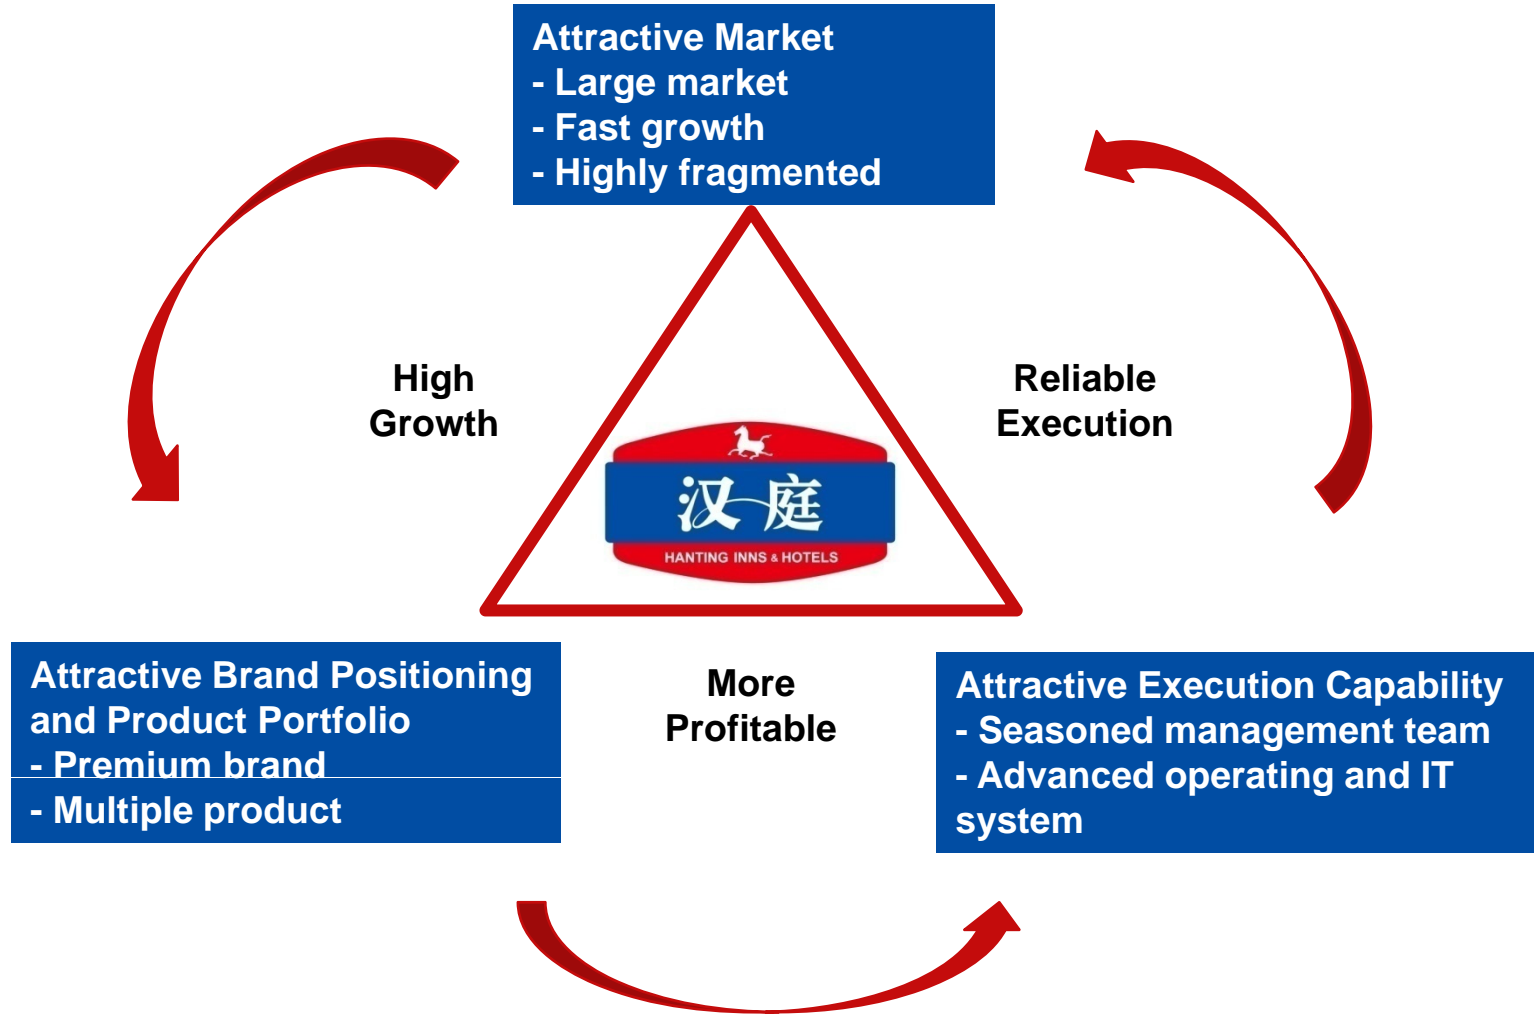 Attractive Market
- Large market
- Fast growth
- Highly fragmented
High
Growth
Reliable
Execution
汉庭
HANTING INNS & HOTELS
Attractive Brand Positioning
and Product Portfolio
- Premium brand
- Multiple product
More
Profitable
Attractive Execution Capability
- Seasoned management team
- Advanced operating and IT
system